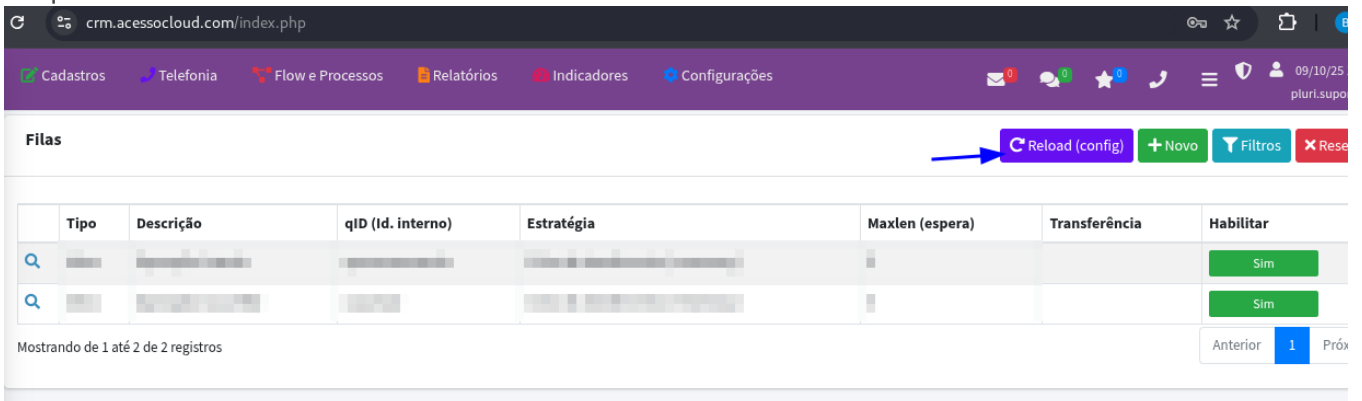 crm.acessocloud.com/index.php
Cadastros Telefonia Flow e Processos Relatórios Indicadores Configurações 0 0 0 09/10/25
pluri.supo
Filas Reload (config) Novo Filtros Rese
Tipo Descrição qID (Id. interno) Estratégia Maxlen (espera) Transferência Habilitar
Sim
Sim
Mostrando de 1 até 2 de 2 registros Anterior 1 Próx